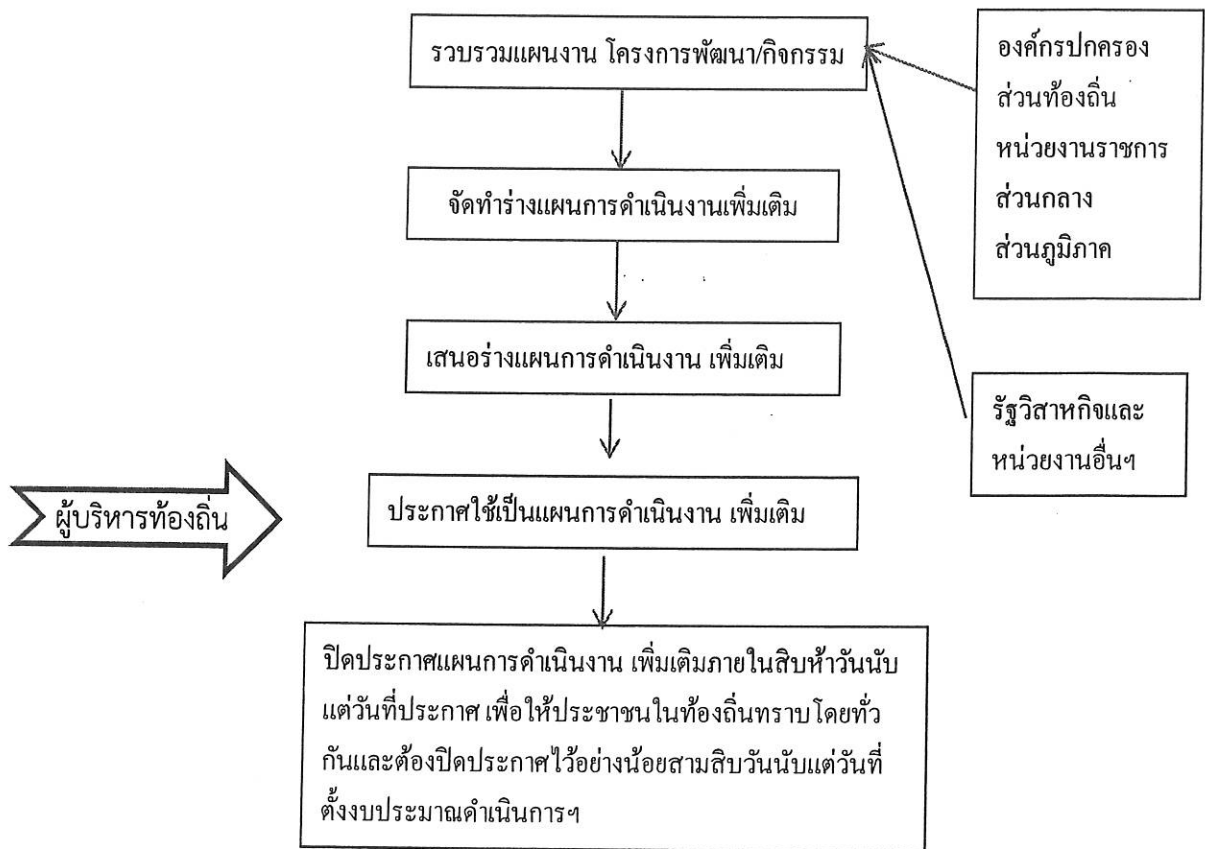 รวบรวมแผนงาน โครงการพัฒนา/กิจกรรม
องค์กรปกครอง
ส่วนท้องถิ่น
หน่วยงานราชการ
ส่วนกลาง
ส่วนภูมิภาค
จัดทำร่างแผนการดำเนินงานเพิ่มเติม
เสนอร่างแผนการดำเนินงาน เพิ่มเติม
รัฐวิสาหกิจและ
หน่วยงานอื่นๆ
ผู้บริหารท้องถิ่น
ประกาศใช้เป็นแผนการดำเนินงาน เพิ่มเติม
ปิดประกาศแผนการดำเนินงาน เพิ่มเติมภายในสิบห้าวันนับ
แต่วันที่ประกาศ เพื่อให้ประชาชนในท้องถิ่นทราบโดยทั่ว
กันและต้องปิดประกาศไว้อย่างน้อยสามสิบวันนับแต่วันที่
ตั้งงบประมาณดำเนินการฯ